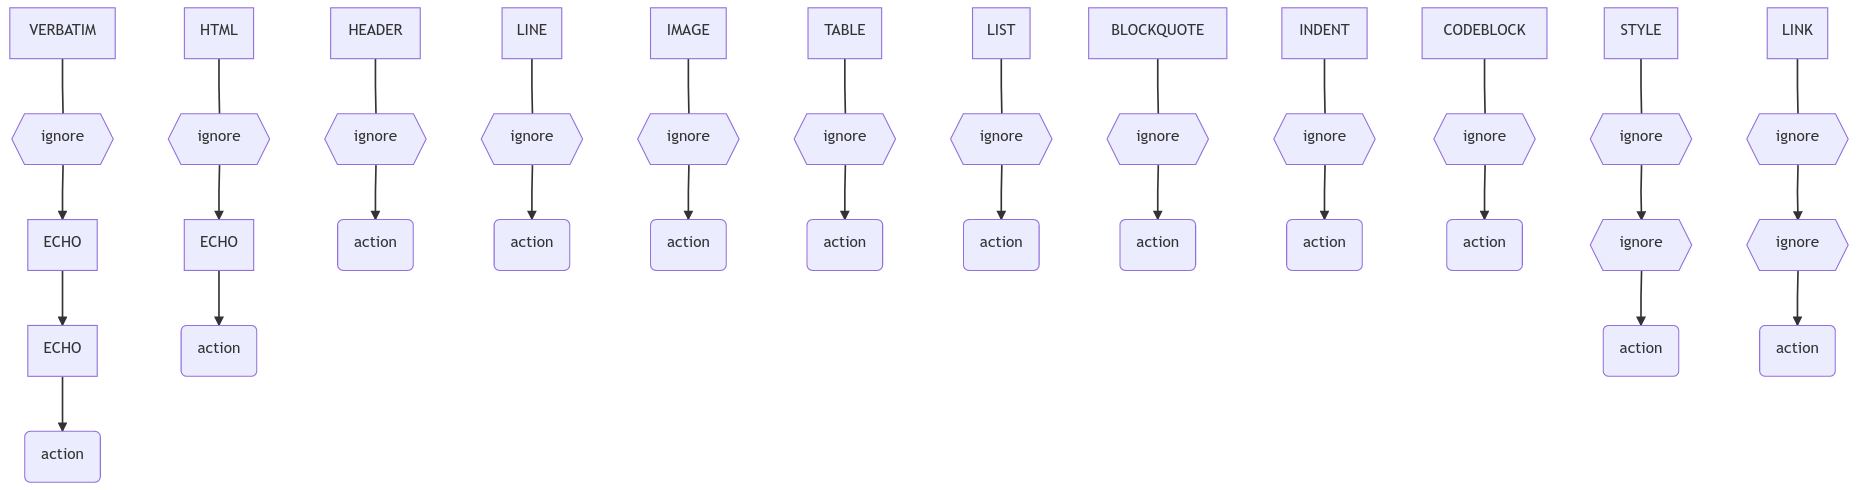 VERBATIM
HTML
HEADER
LINE
IMAGE
TABLE
LIST
BLOCKQUOTE
INDENT
CODEBLOCK
STYLE
LINK
ignore
ignore
ignore
ignore
ignore
ignore
ignore
ignore
ignore
ignore
ignore
ignore
ECHO
ECHO
action
action
action
action
action
action
action
action
ignore
ignore
ECHO
action
action
action
action